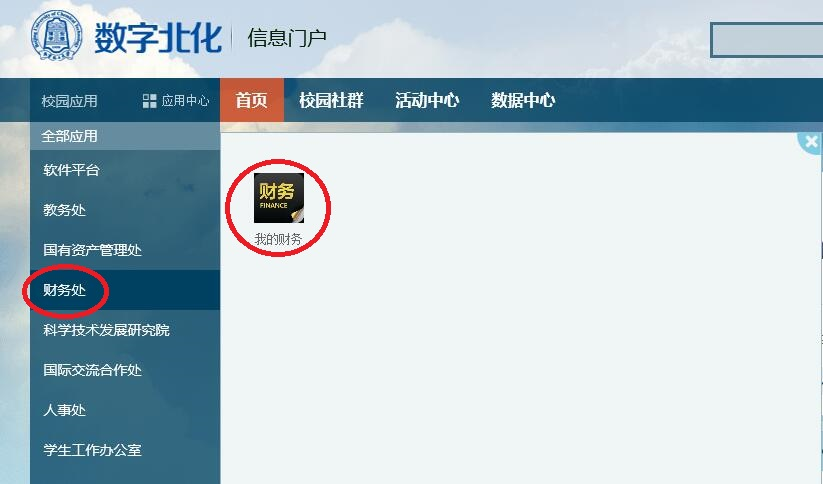 数字北化 信息门户
校园应用 应用中心 首页 校园社群 活动中心 数据中心
全部应用
软件平台
教务处
国有资产管理处
财务处
科学技术发展研究院
国际交流合作处
人事处
学生工作办公室
财务
FINANCE
我的财务